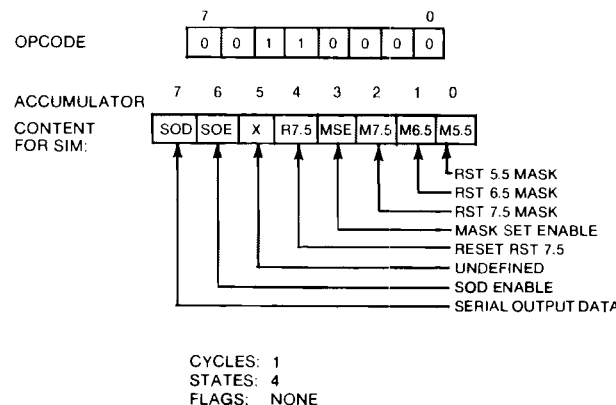 7 0
OPCODE 0 0 1 1 0 0 0 0
ACCUMULATOR 7 6 5 4 3 2 1 0
CONTENT SOD SOE X R7.5 MSE M7.5 M6.5 M5.5
FOR SIM:
RST 5.5 MASK
RST 6.5 MASK
RST 7.5 MASK
MASK SET ENABLE
RESET RST 7.5
UNDEFINED
SOD ENABLE
SERIAL OUTPUT DATA
CYCLES: 1
STATES: 4
FLAGS: NONE